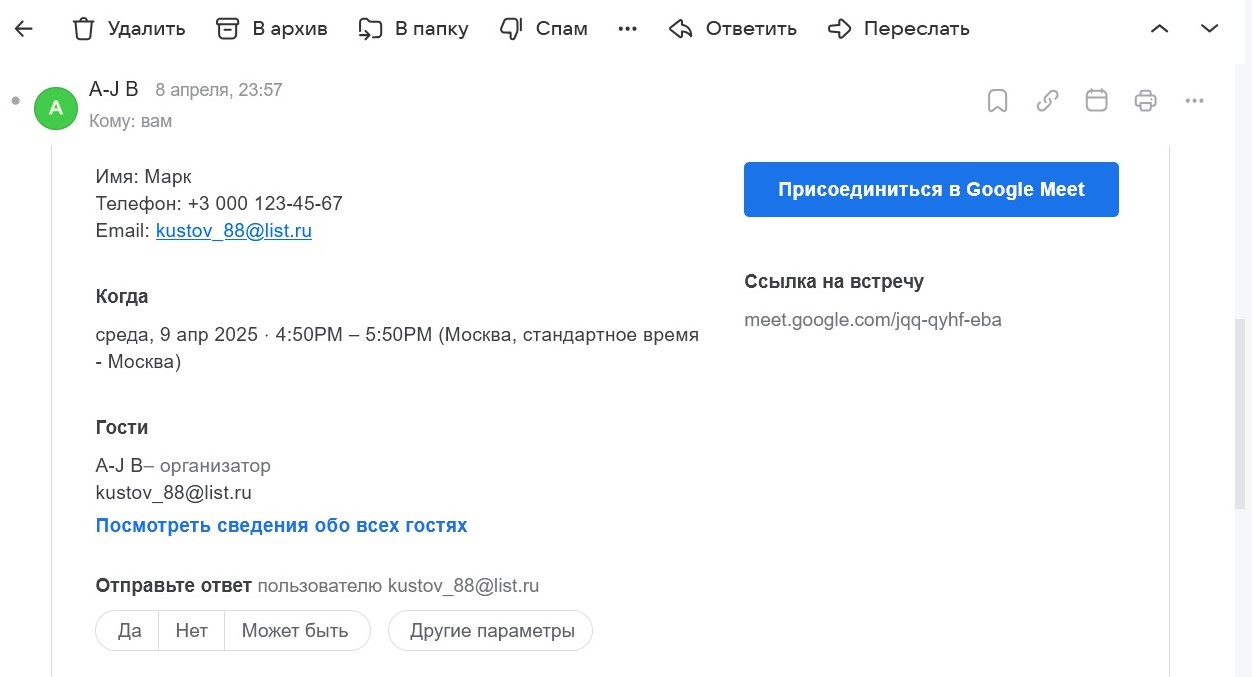 Удалить В архив В папку Спам Ответить Переслать
A-J B 8 апреля, 23:57
A
Кому: вам
Имя: Марк
Телефон: +3 000 123-45-67
Email: kustov_88@list.ru
Присоединиться в Google Meet
Ссылка на встречу
meet.google.com/jqq-qyhf-eba
Когда
среда, 9 апр 2025 · 4:50PM – 5:50PM (Москва, стандартное время
- Москва)
Гости
A-J B– организатор
kustov_88@list.ru
Посмотреть сведения обо всех гостях
Отправьте ответ пользователю kustov_88@list.ru
Да Нет Может быть Другие параметры